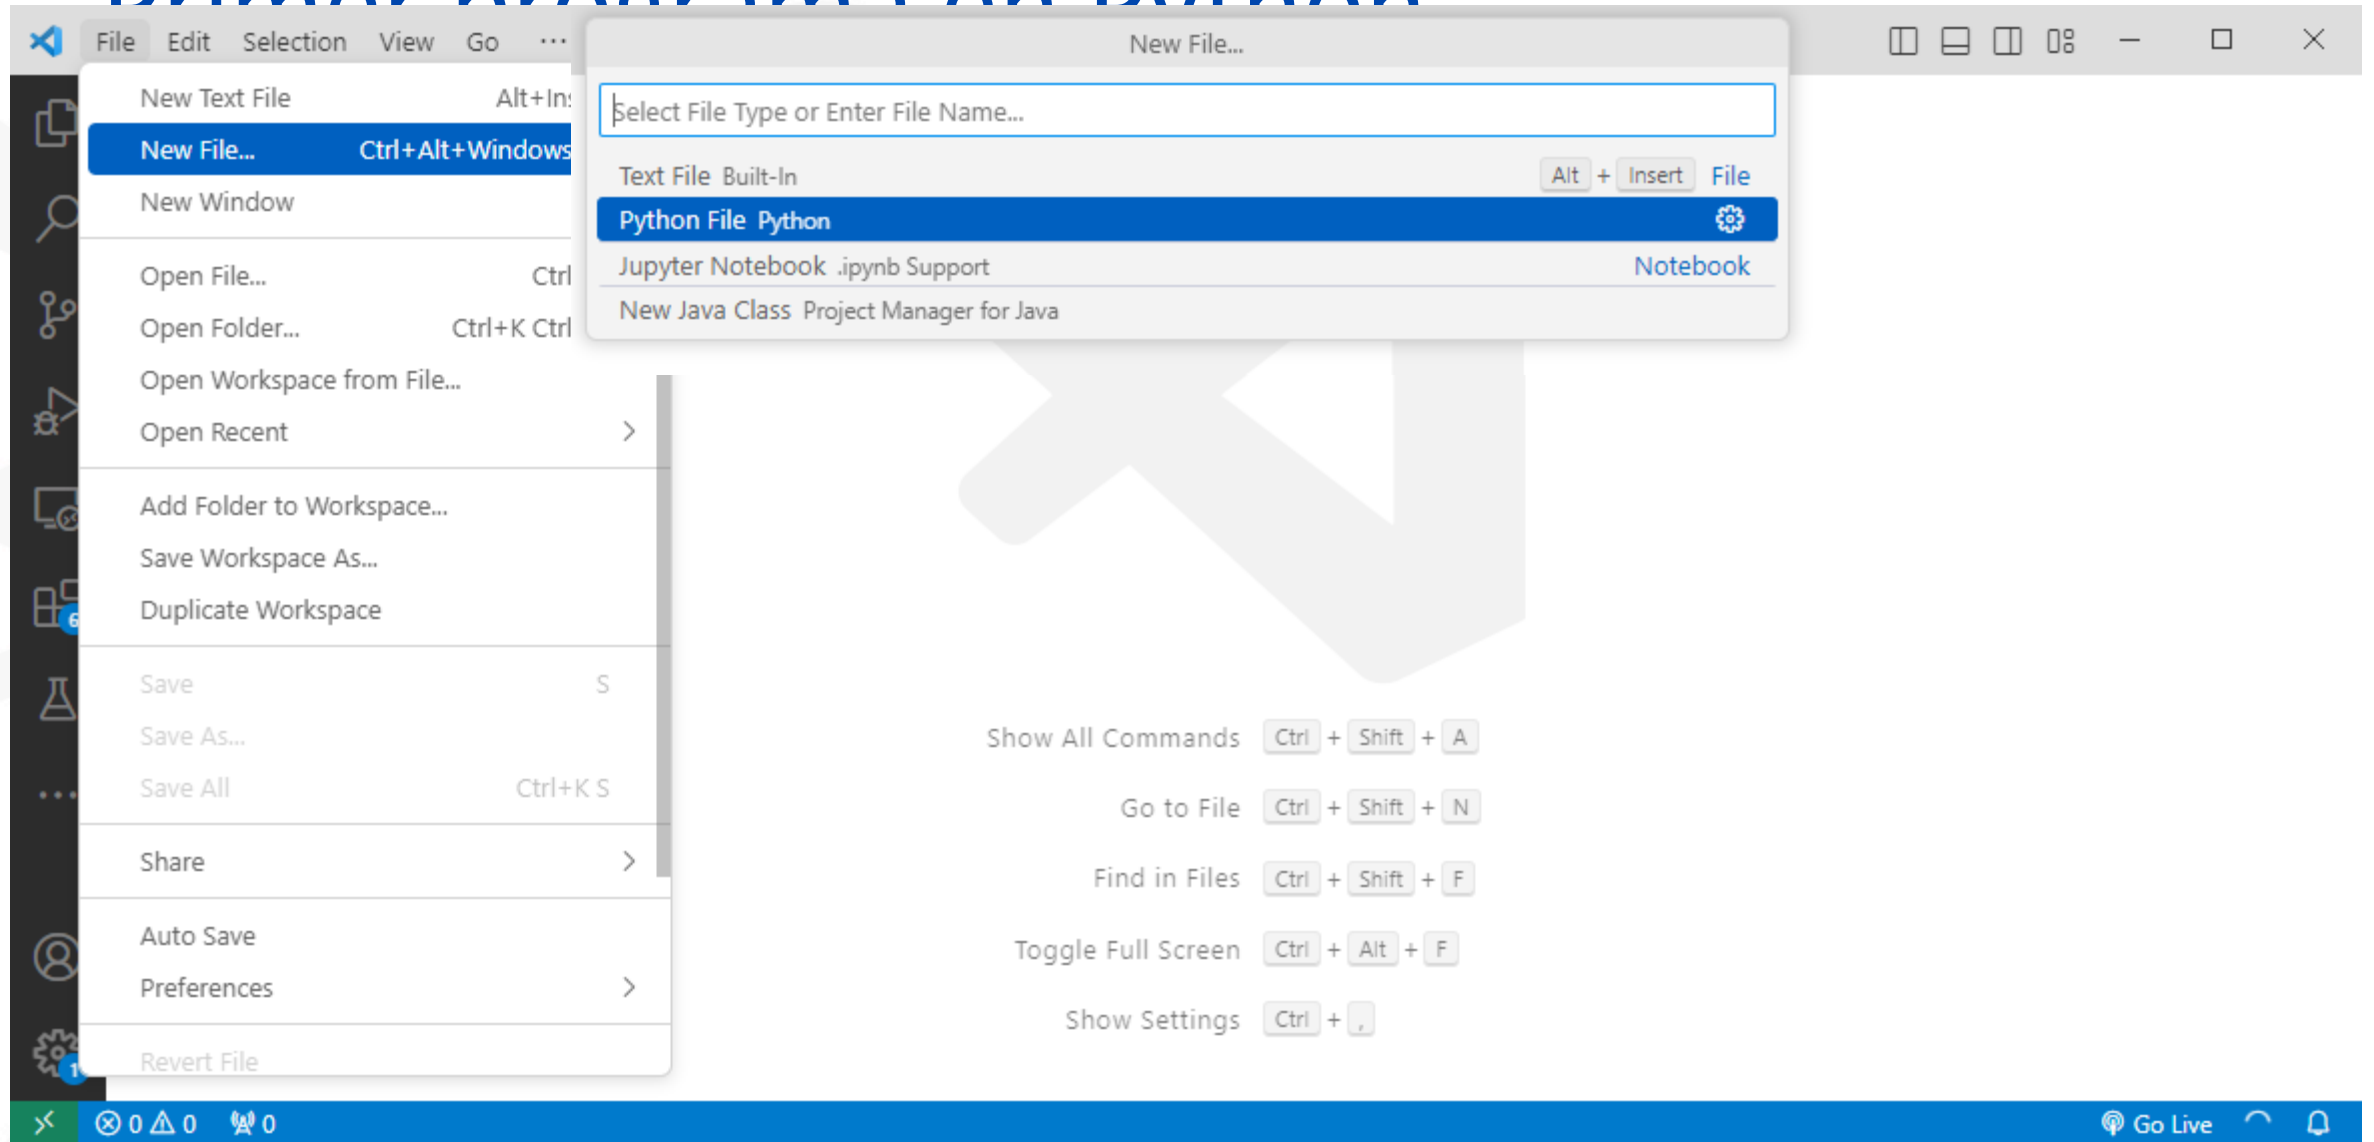 File Edit Selection View Go ...
New File...
New Text File
New File... Ctrl+Alt+Windows
New Window
Open File... Ctrl
Open Folder... Ctrl+K Ctrl
Open Workspace from File...
Open Recent
Add Folder to Workspace...
Save Workspace As...
Duplicate Workspace
Save S
Save As...
Save All Ctrl+K S
Share
Auto Save
Preferences
Revert File
Select File Type or Enter File Name...
Text File Built-In Alt + Insert File
Python File Python
Jupyter Notebook .ipynb Support Notebook
New Java Class Project Manager for Java
Show All Commands Ctrl + Shift + A
Go to File Ctrl + Shift + N
Find in Files Ctrl + Shift + F
Toggle Full Screen Ctrl + Alt + F
Show Settings Ctrl + ,
6
1
0 0 0
Go Live